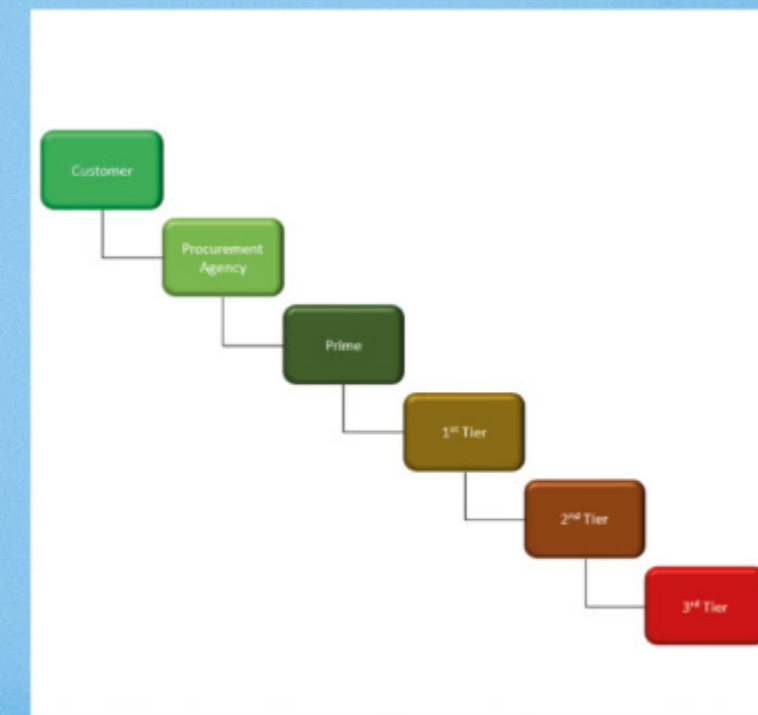 Customer
Procurement
Agency
Prime
1st Tier
2nd Tier
3rd Tier